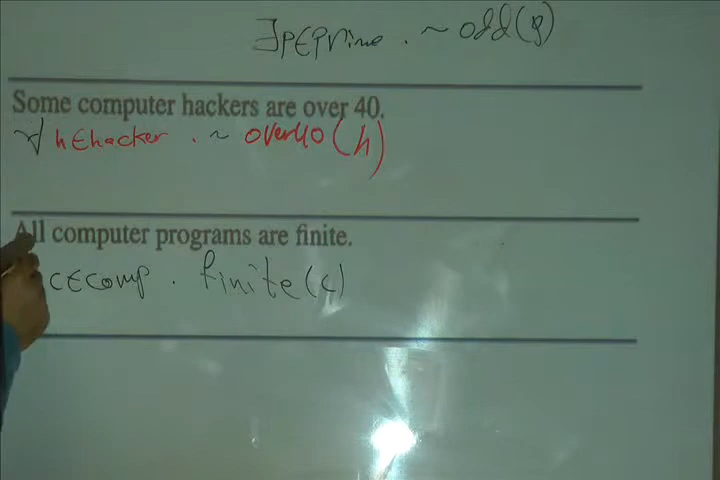 ∃p∈prime . ~ odd(p)
Some computer hackers are over 40.
∀ h∈hacker . ~ over40(h)
All computer programs are finite.
c∈comp . finite(c)